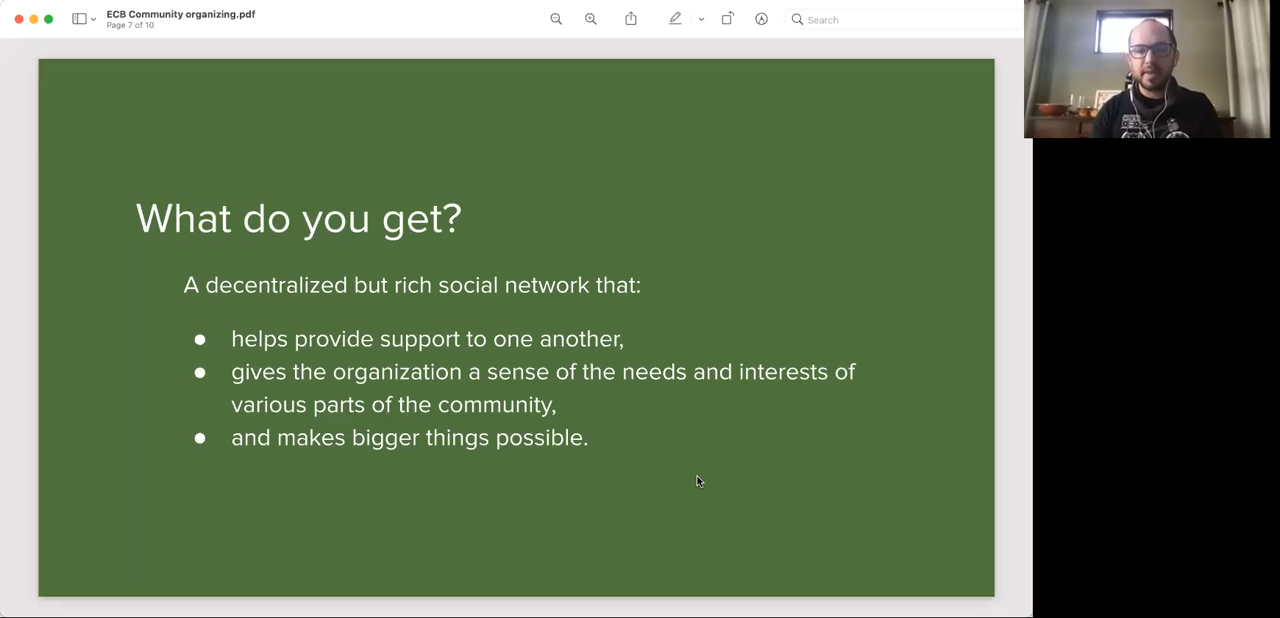 ECB Community organizing.pdf
Page 7 of 10
Search
What do you get?
A decentralized but rich social network that:
● helps provide support to one another,
● gives the organization a sense of the needs and interests of
various parts of the community,
● and makes bigger things possible.